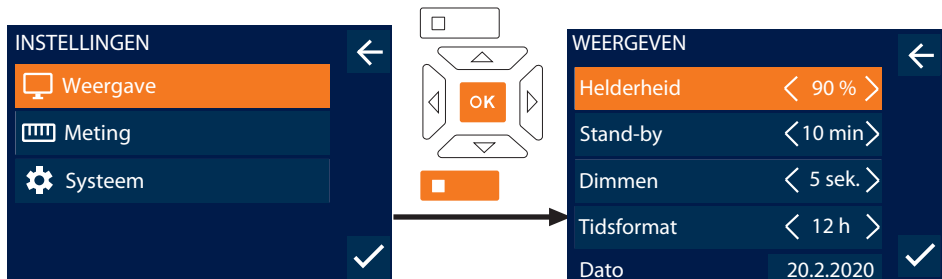 INSTELLINGEN
Weergave
Meting
Systeem
OK
WEERGEVEN
Helderheid 90 %
Stand-by 10 min
Dimmen 5 sek.
Tidsformat 12 h
Dato 20.2.2020